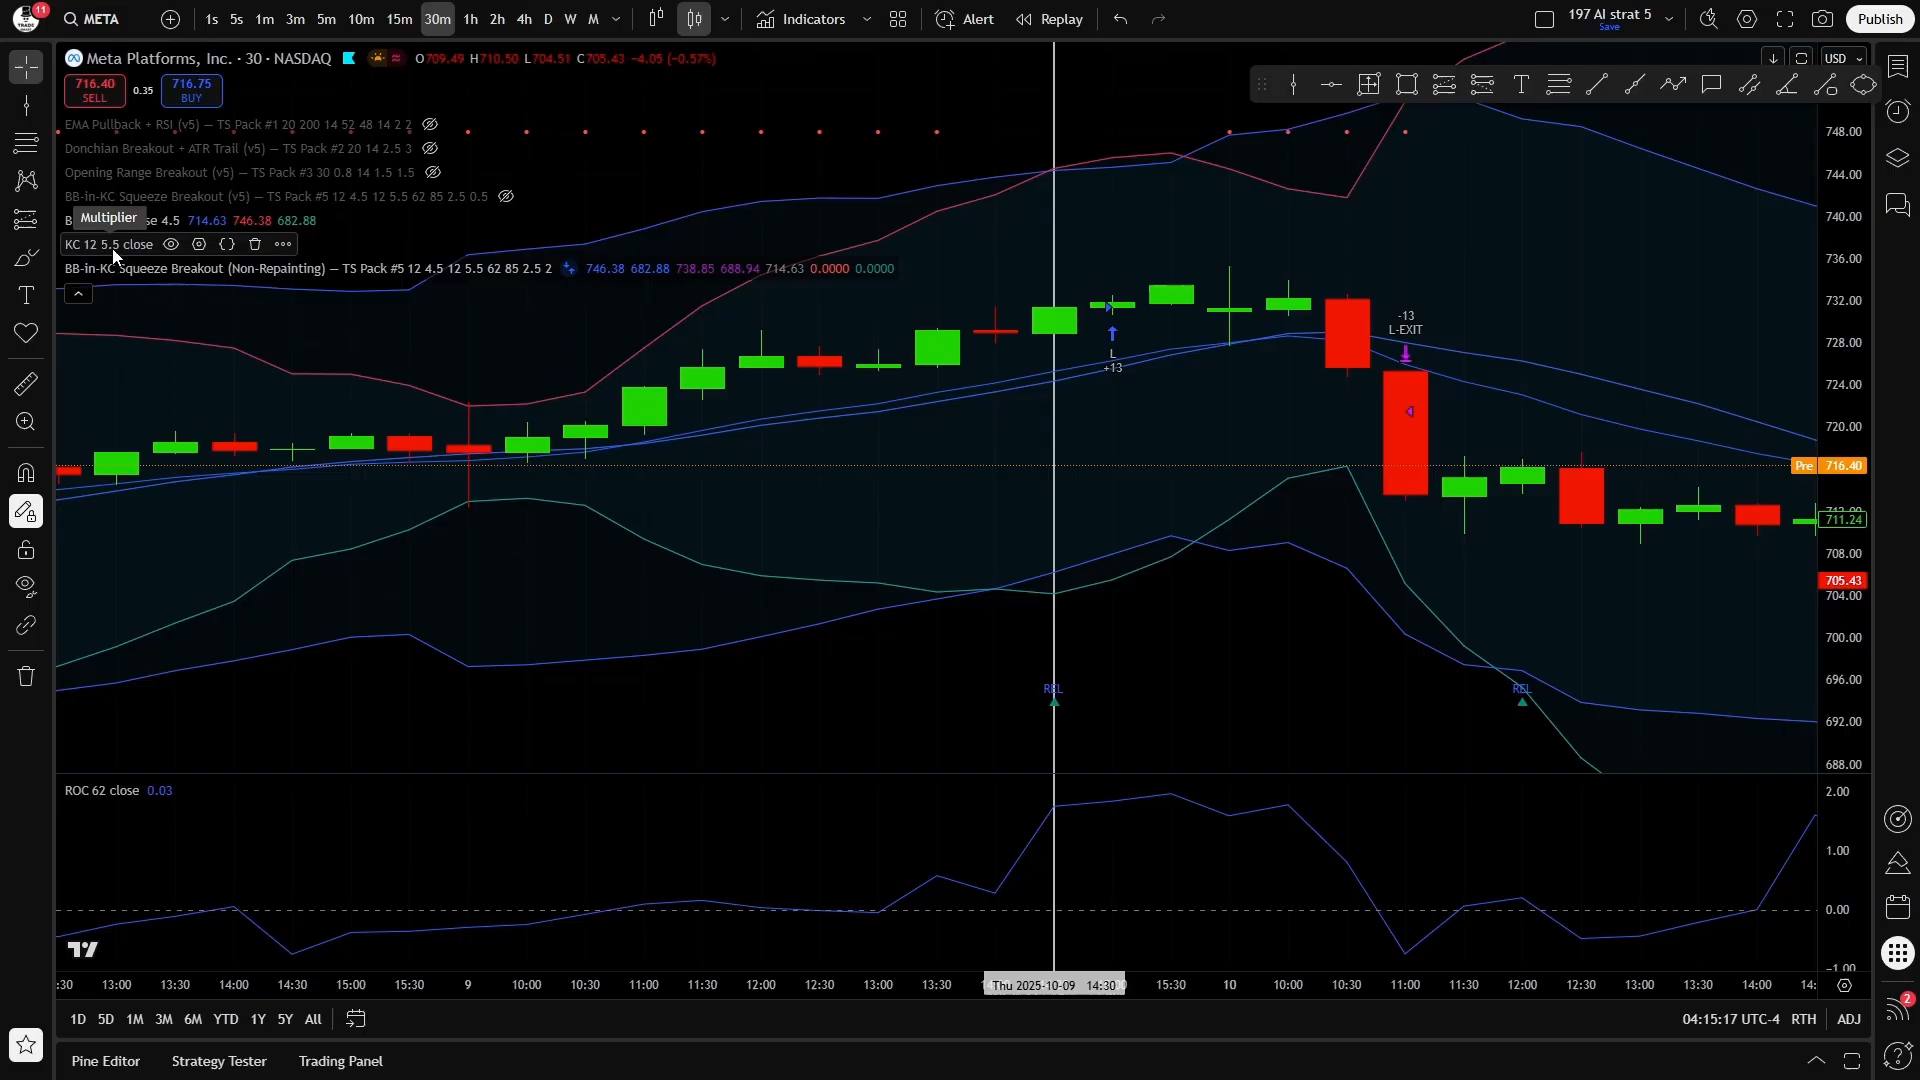 11
META
1s 5s 1m 3m 5m 10m 15m 30m 1h 2h 4h D W M
Indicators
Alert
Replay
197 AI strat 5
Save
Publish
Meta Platforms, Inc. · 30 · NASDAQ
O709.49 H710.50 L704.51 C705.43 −4.05 (−0.57%)
USD
716.40
SELL
0.35
716.75
BUY
EMA Pullback + RSI (v5) — TS Pack #1 20 200 14 52 48 14 2 2
Donchian Breakout + ATR Trail (v5) — TS Pack #2 20 14 2.5 3
Opening Range Breakout (v5) — TS Pack #3 30 0.8 14 1.5 1.5
BB-in-KC Squeeze Breakout (v5) — TS Pack #5 12 4.5 12 5.5 62 85 2.5 0.5
Multiplier
4.5 714.63 746.38 682.88
KC 12 5.5 close
BB-in-KC Squeeze Breakout (Non-Repainting) — TS Pack #5 12 4.5 12 5.5 62 85 2.5 2 746.38 682.88 738.85 688.94 714.63 0.0000 0.0000
748.00
744.00
740.00
736.00
732.00
728.00
724.00
720.00
Pre 716.40
711.24
708.00
705.43
704.00
700.00
696.00
692.00
688.00
-13
L-EXIT
L
+13
REL
REL
ROC 62 close 0.03
2.00
1.00
0.00
−1.00
13:00 13:30 14:00 14:30 15:00 15:30 9 10:00 10:30 11:00 11:30 12:00 12:30 13:00 13:30 Thu 2025-10-09 14:30 15:30 10 10:00 10:30 11:00 11:30 12:00 12:30 13:00 13:30 14:00
1D 5D 1M 3M 6M YTD 1Y 5Y All
04:15:17 UTC-4 RTH ADJ
2
Pine Editor
Strategy Tester
Trading Panel